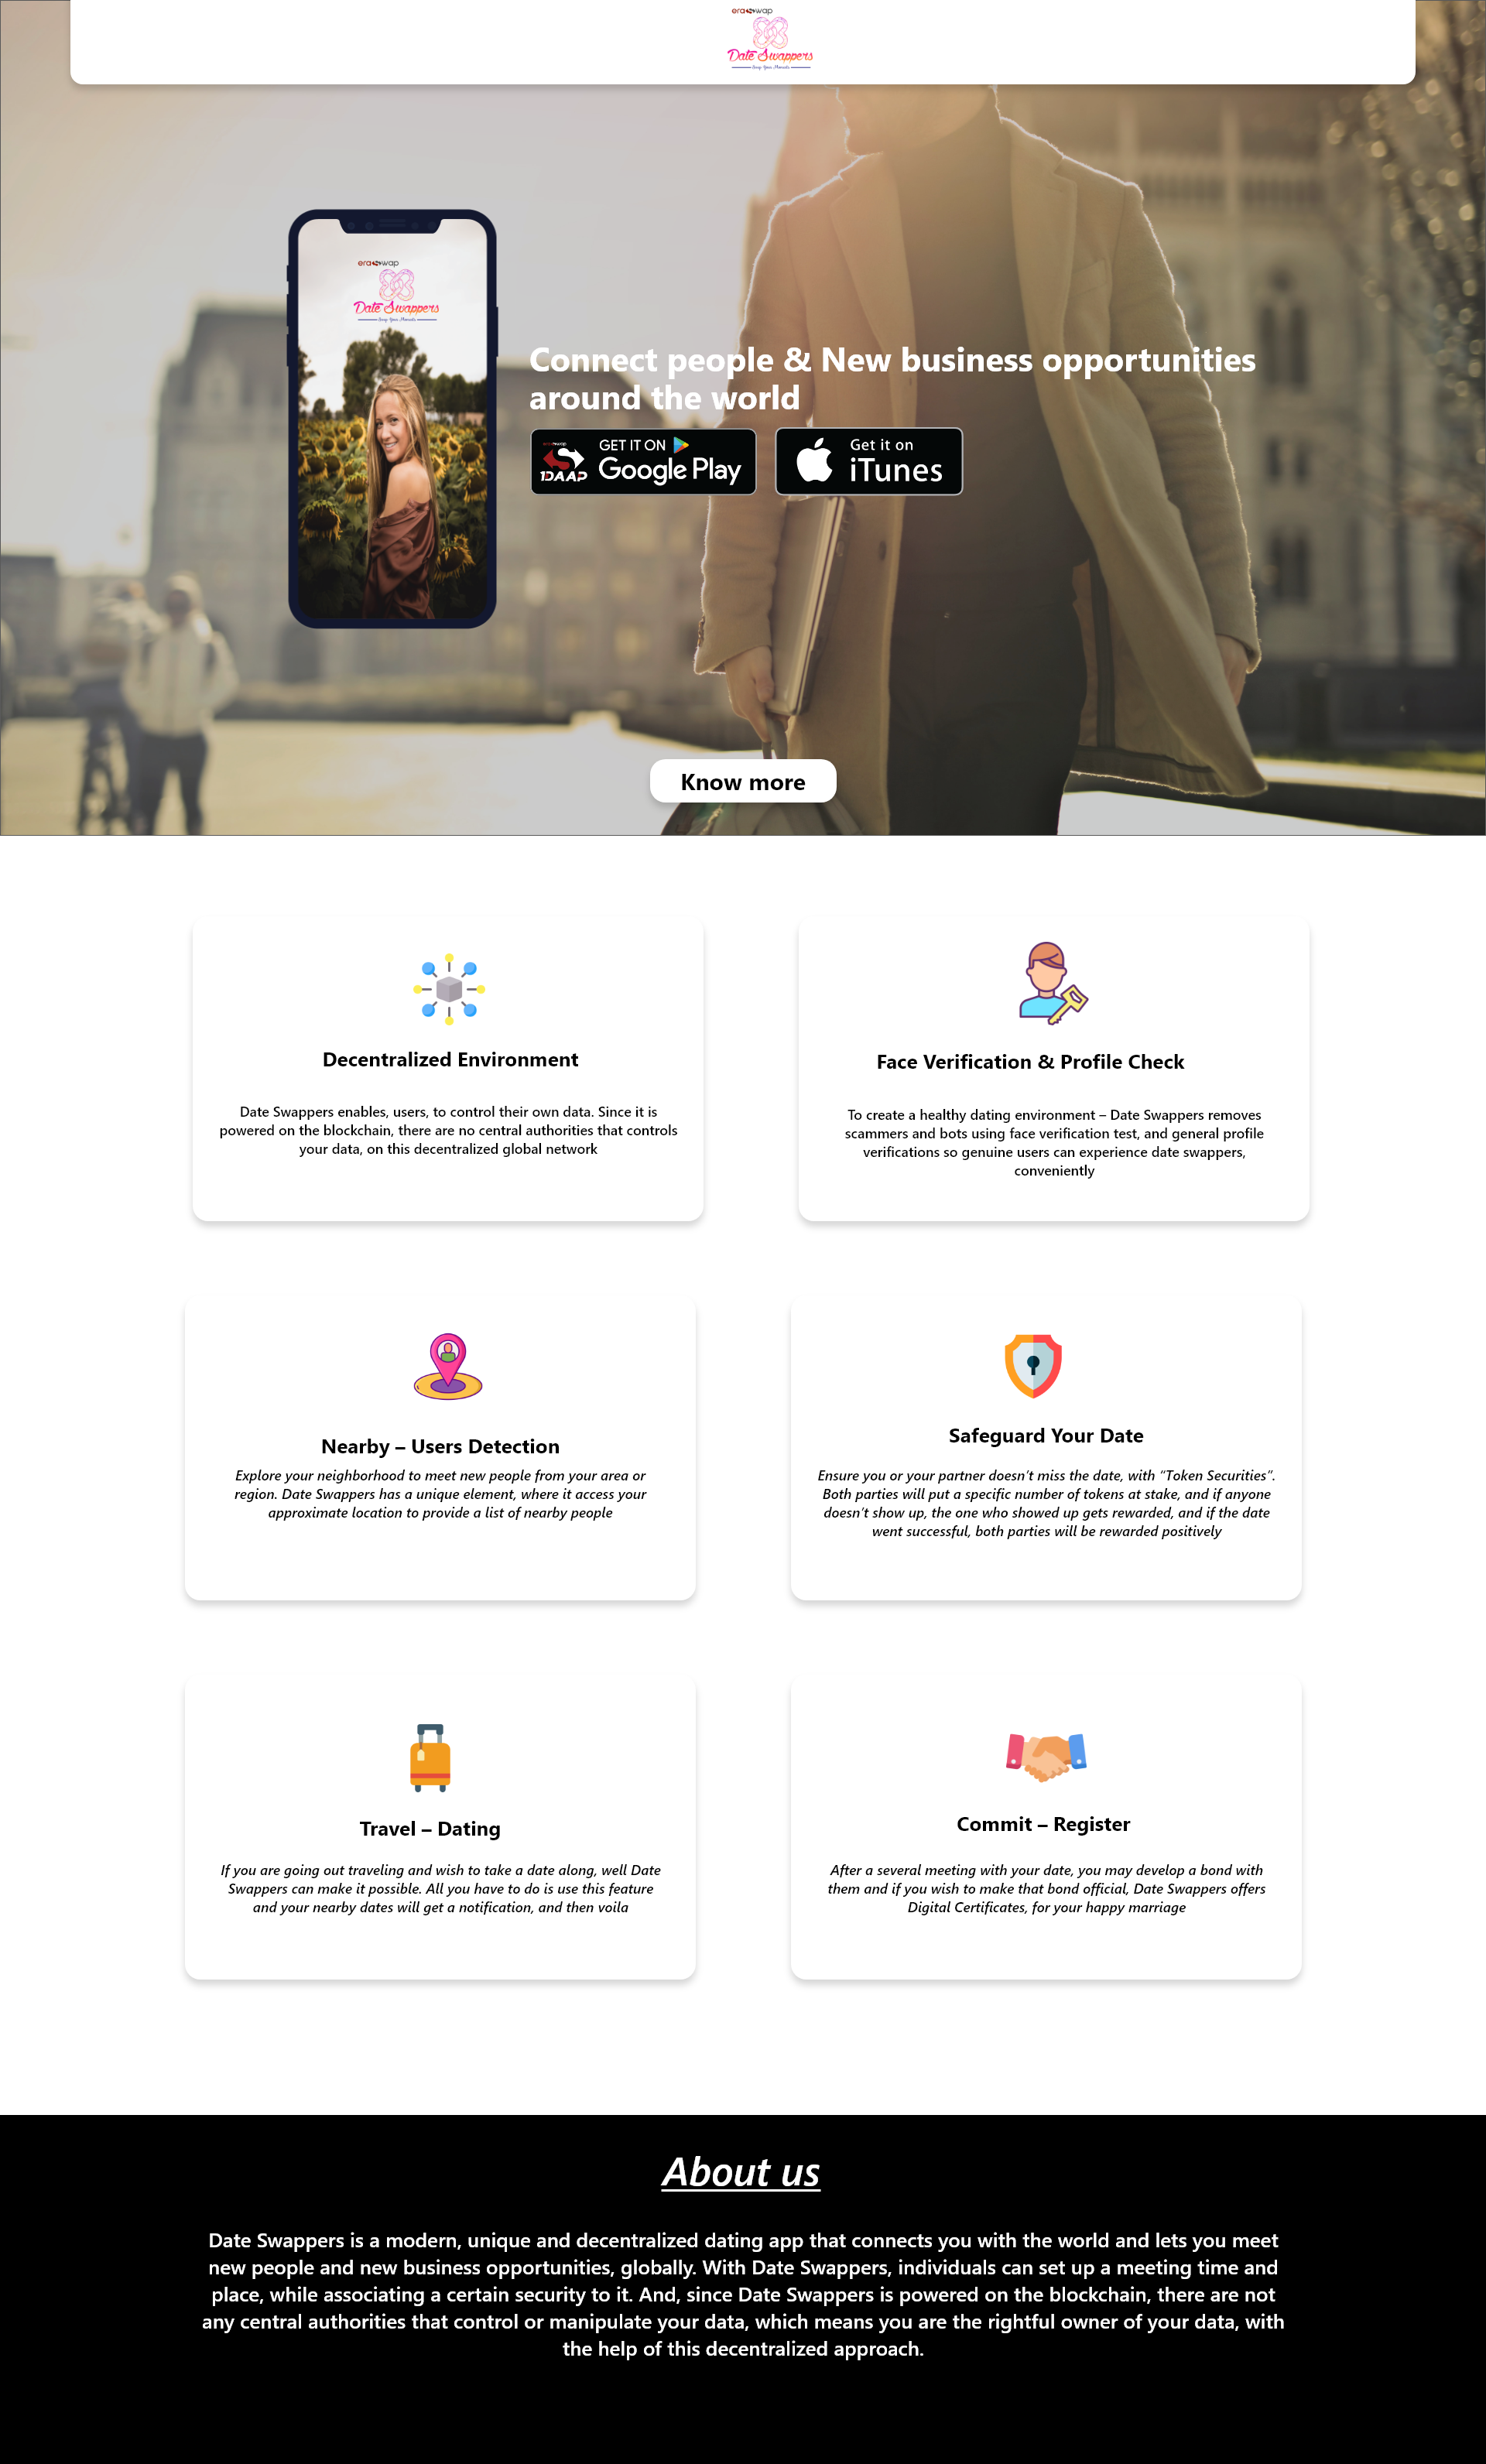 eraswap
Date Swappers
Swap Your Moments
eraswap
Date Swappers
Swap Your Moments
Connect people & New business opportunities
around the world
GET IT ON
Google Play
1DAAP
Get it on
iTunes
Know more
Decentralized Environment
Date Swappers enables, users, to control their own data. Since it is
powered on the blockchain, there are no central authorities that controls
your data, on this decentralized global network
Face Verification & Profile Check
To create a healthy dating environment – Date Swappers removes
scammers and bots using face verification test, and general profile
verifications so genuine users can experience date swappers,
conveniently
Nearby – Users Detection
Explore your neighborhood to meet new people from your area or
region. Date Swappers has a unique element, where it access your
approximate location to provide a list of nearby people
Safeguard Your Date
Ensure you or your partner doesn’t miss the date, with “Token Securities”.
Both parties will put a specific number of tokens at stake, and if anyone
doesn’t show up, the one who showed up gets rewarded, and if the date
went successful, both parties will be rewarded positively
Travel – Dating
If you are going out traveling and wish to take a date along, well Date
Swappers can make it possible. All you have to do is use this feature
and your nearby dates will get a notification, and then voila
Commit – Register
After a several meeting with your date, you may develop a bond with
them and if you wish to make that bond official, Date Swappers offers
Digital Certificates, for your happy marriage
About us
Date Swappers is a modern, unique and decentralized dating app that connects you with the world and lets you meet
new people and new business opportunities, globally. With Date Swappers, individuals can set up a meeting time and
place, while associating a certain security to it. And, since Date Swappers is powered on the blockchain, there are not
any central authorities that control or manipulate your data, which means you are the rightful owner of your data, with
the help of this decentralized approach.